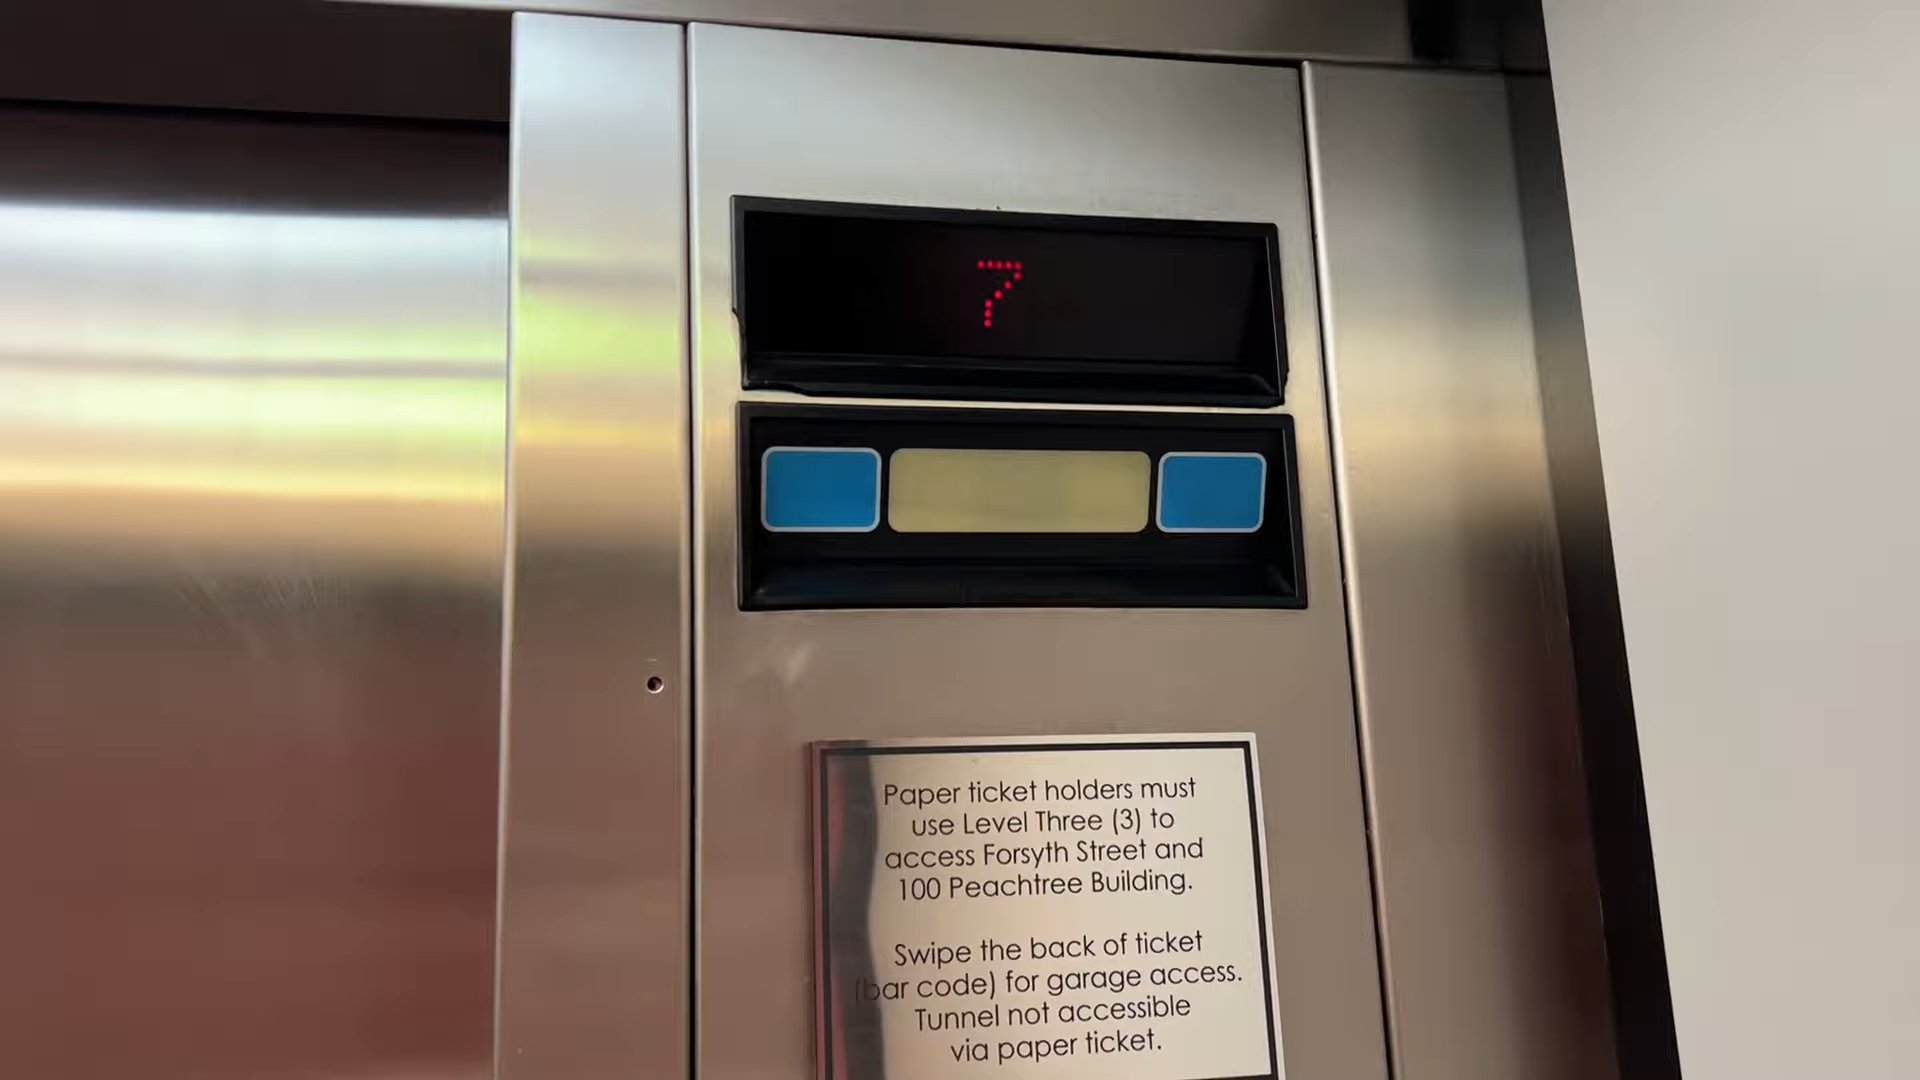 7
Paper ticket holders must
use Level Three (3) to
access Forsyth Street and
100 Peachtree Building.
Swipe the back of ticket
(bar code) for garage access.
Tunnel not accessible
via paper ticket.